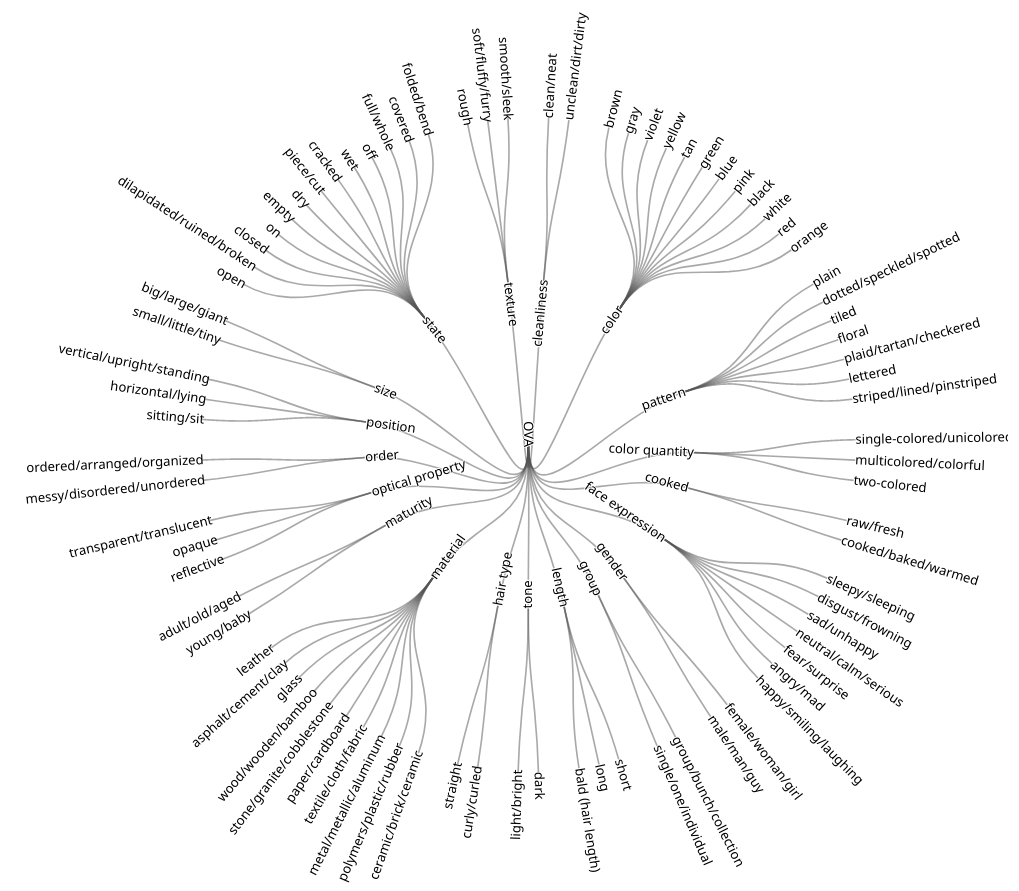 OVAD
cleanliness
clean/neat
unclean/dirt/dirty
color
brown
gray
violet
yellow
tan
green
blue
pink
black
white
red
orange
pattern
plain
dotted/speckled/spotted
tiled
floral
plaid/tartan/checkered
lettered
striped/lined/pinstriped
color quantity
single-colored/unicolored
multicolored/colorful
two-colored
cooked
raw/fresh
cooked/baked/warmed
face expression
sleepy/sleeping
disgust/frowning
sad/unhappy
neutral/calm/serious
fear/surprise
angry/mad
happy/smiling/laughing
gender
female/woman/girl
male/man/guy
group
group/bunch/collection
single/one/individual
length
short
long
bald (hair length)
tone
dark
light/bright
hair type
curly/curled
straight
material
ceramic/brick/ceramic
polymers/plastic/rubber
metal/metallic/aluminum
textile/cloth/fabric
paper/cardboard
stone/granite/cobblestone
wood/wooden/bamboo
glass
asphalt/cement/clay
leather
maturity
young/baby
adult/old/aged
optical property
reflective
opaque
transparent/translucent
order
messy/disordered/unordered
ordered/arranged/organized
position
sitting/sit
horizontal/lying
vertical/upright/standing
size
small/little/tiny
big/large/giant
state
open
dilapidated/ruined/broken
closed
on
empty
dry
piece/cut
cracked
wet
off
full/whole
covered
folded/bend
texture
rough
soft/fluffy/furry
smooth/sleek